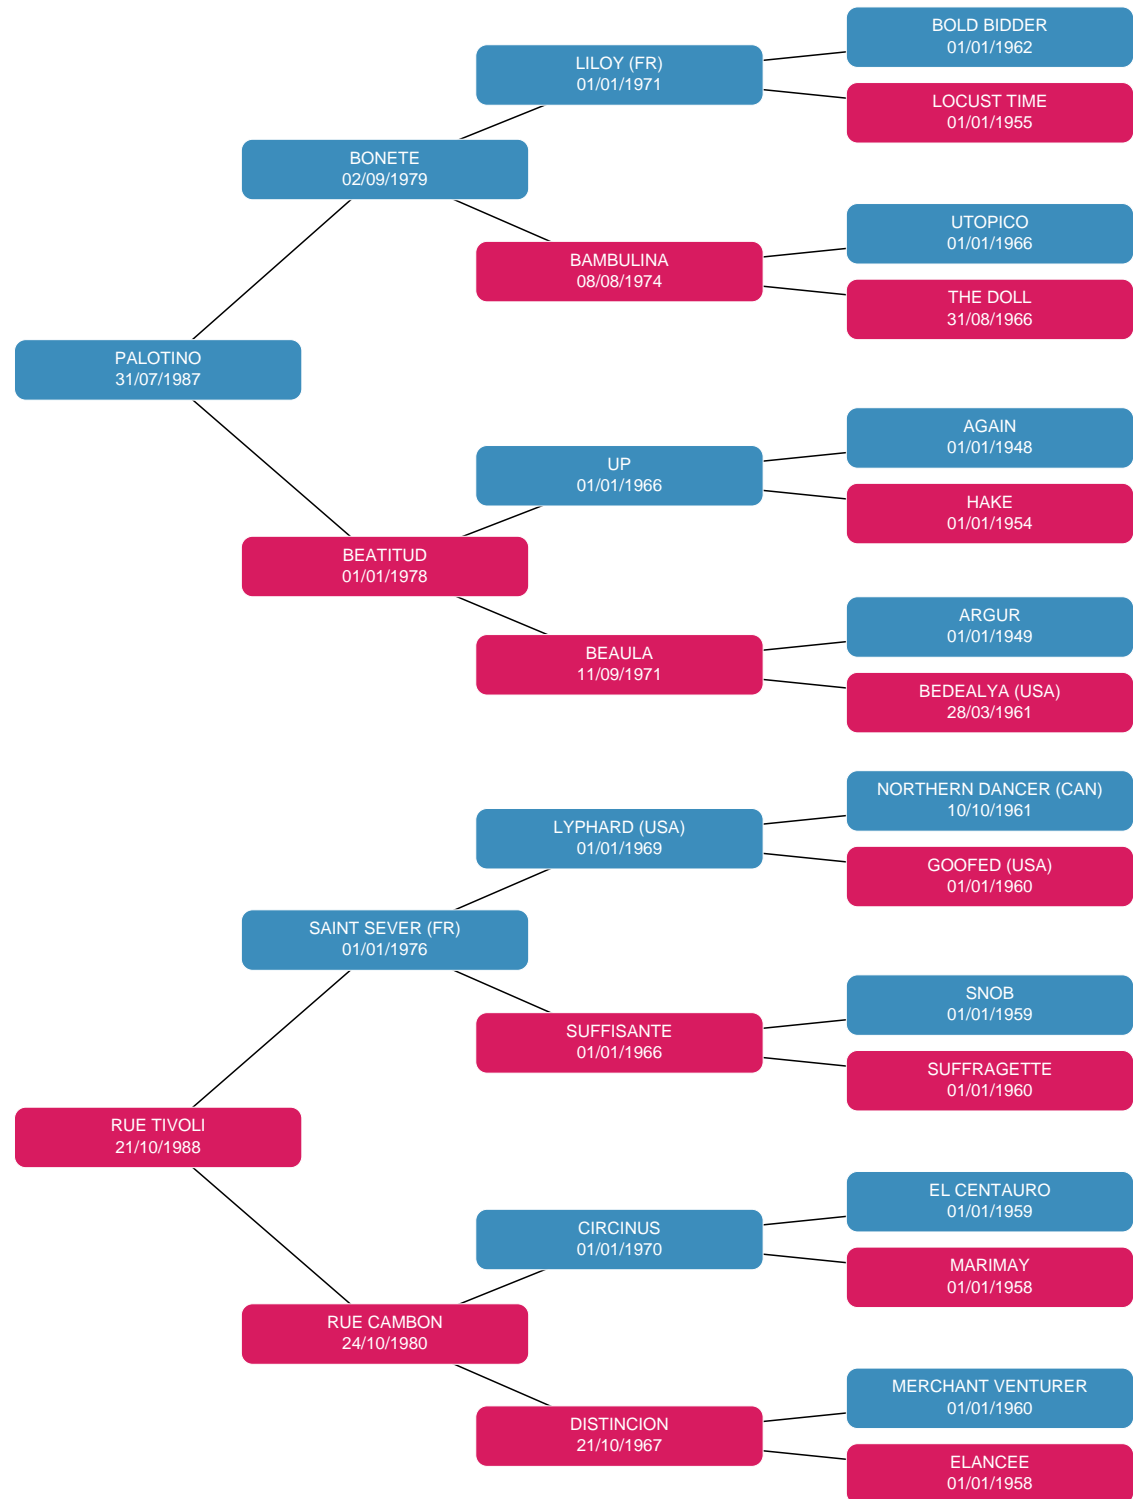 BOLD BIDDER
01/01/1962
LILOY (FR)
01/01/1971
LOCUST TIME
01/01/1955
BONETE
02/09/1979
UTOPICO
01/01/1966
BAMBULINA
08/08/1974
THE DOLL
31/08/1966
PALOTINO
31/07/1987
AGAIN
01/01/1948
UP
01/01/1966
HAKE
01/01/1954
BEATITUD
01/01/1978
ARGUR
01/01/1949
BEAULA
11/09/1971
BEDEALYA (USA)
28/03/1961
NORTHERN DANCER (CAN)
10/10/1961
LYPHARD (USA)
01/01/1969
GOOFED (USA)
01/01/1960
SAINT SEVER (FR)
01/01/1976
SNOB
01/01/1959
SUFFISANTE
01/01/1966
SUFFRAGETTE
01/01/1960
RUE TIVOLI
21/10/1988
EL CENTAURO
01/01/1959
CIRCINUS
01/01/1970
MARIMAY
01/01/1958
RUE CAMBON
24/10/1980
MERCHANT VENTURER
01/01/1960
DISTINCION
21/10/1967
ELANCEE
01/01/1958